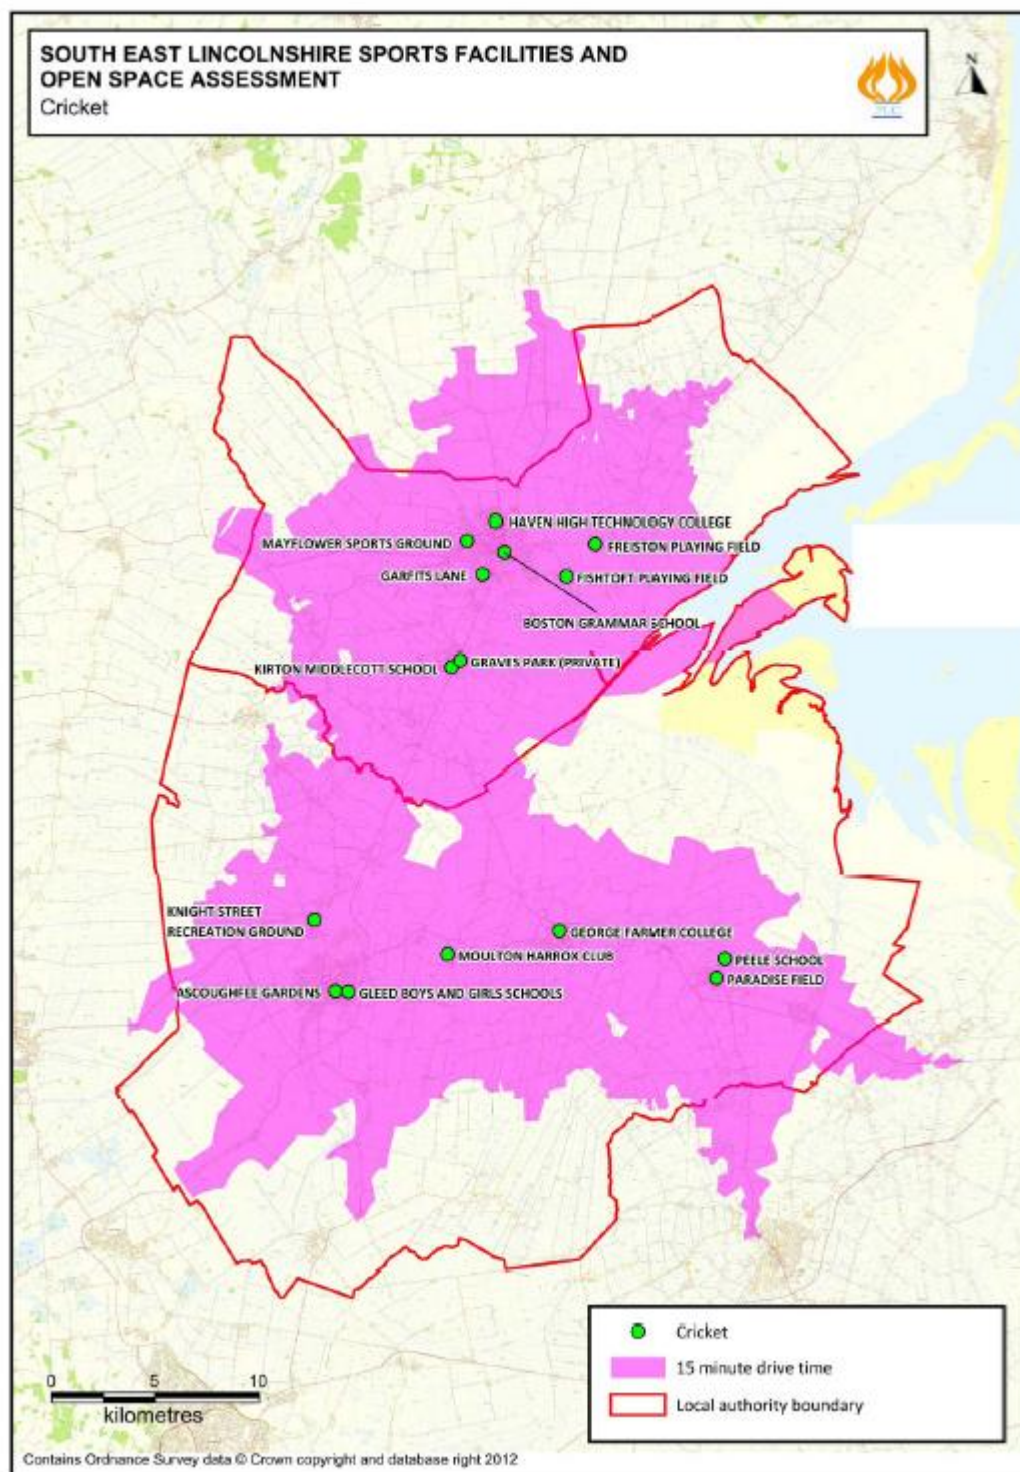 SOUTH EAST LINCOLNSHIRE SPORTS FACILITIES AND
OPEN SPACE ASSESSMENT
Cricket
N
HAVEN HIGH TECHNOLOGY COLLEGE
MAYFLOWER SPORTS GROUND
FREISTON PLAYING FIELD
GARFITS LANE
FISHTOFT PLAYING FIELD
BOSTON GRAMMAR SCHOOL
GRAVES PARK (PRIVATE)
KIRTON MIDDLECOTT SCHOOL
KNIGHT STREET
RECREATION GROUND
GEORGE FARMER COLLEGE
MOULTON HARROX CLUB
PEELE SCHOOL
PARADISE FIELD
ASCOUGHFEE GARDENS
GLEED BOYS AND GIRLS SCHOOLS
Cricket
15 minute drive time
Local authority boundary
0 5 10
kilometres
Contains Ordnance Survey data © Crown copyright and database right 2012